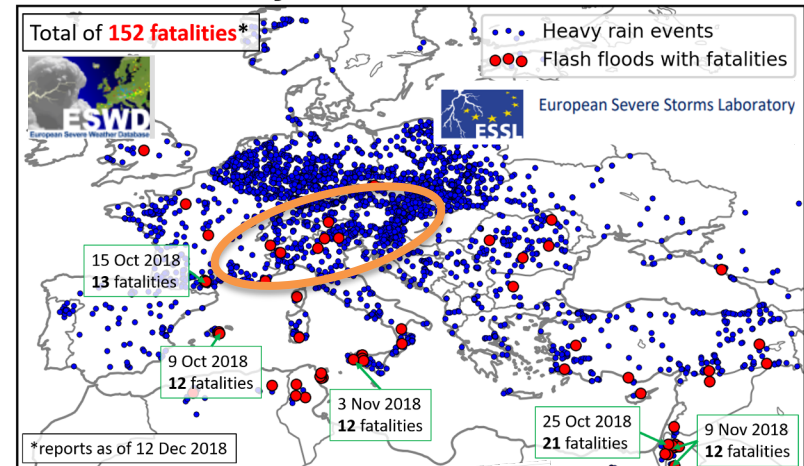 Total of 152 fatalities*
Heavy rain events
Flash floods with fatalities
ESWD
European Severe Weather Database
ESSL
European Severe Storms Laboratory
15 Oct 2018
13 fatalities
9 Oct 2018
12 fatalities
3 Nov 2018
12 fatalities
25 Oct 2018
21 fatalities
9 Nov 2018
12 fatalities
*reports as of 12 Dec 2018